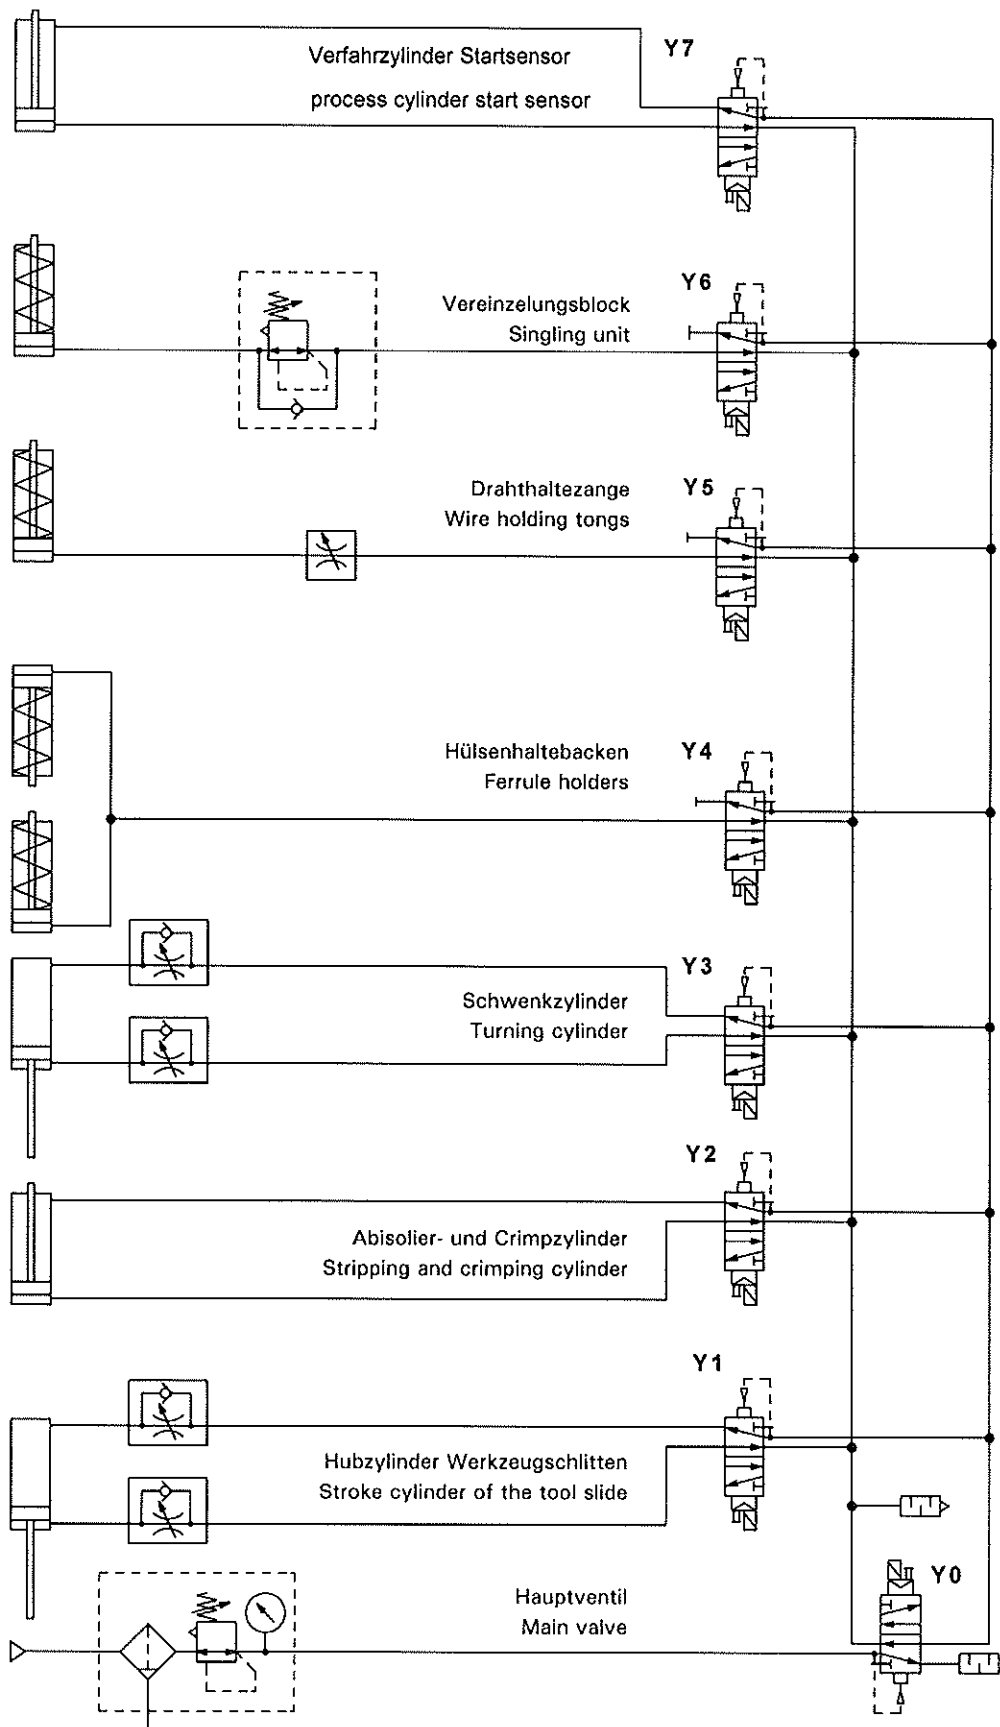 Verfahrzylinder Startsensor
process cylinder start sensor
Y7
Vereinzelungsblock
Singling unit
Y6
Drahthaltezange
Wire holding tongs
Y5
Hülsenhaltebacken
Ferrule holders
Y4
Schwenkzylinder
Turning cylinder
Y3
Abisolier- und Crimpzylinder
Stripping and crimping cylinder
Y2
Hubzylinder Werkzeugschlitten
Stroke cylinder of the tool slide
Y1
Hauptventil
Main valve
Y0